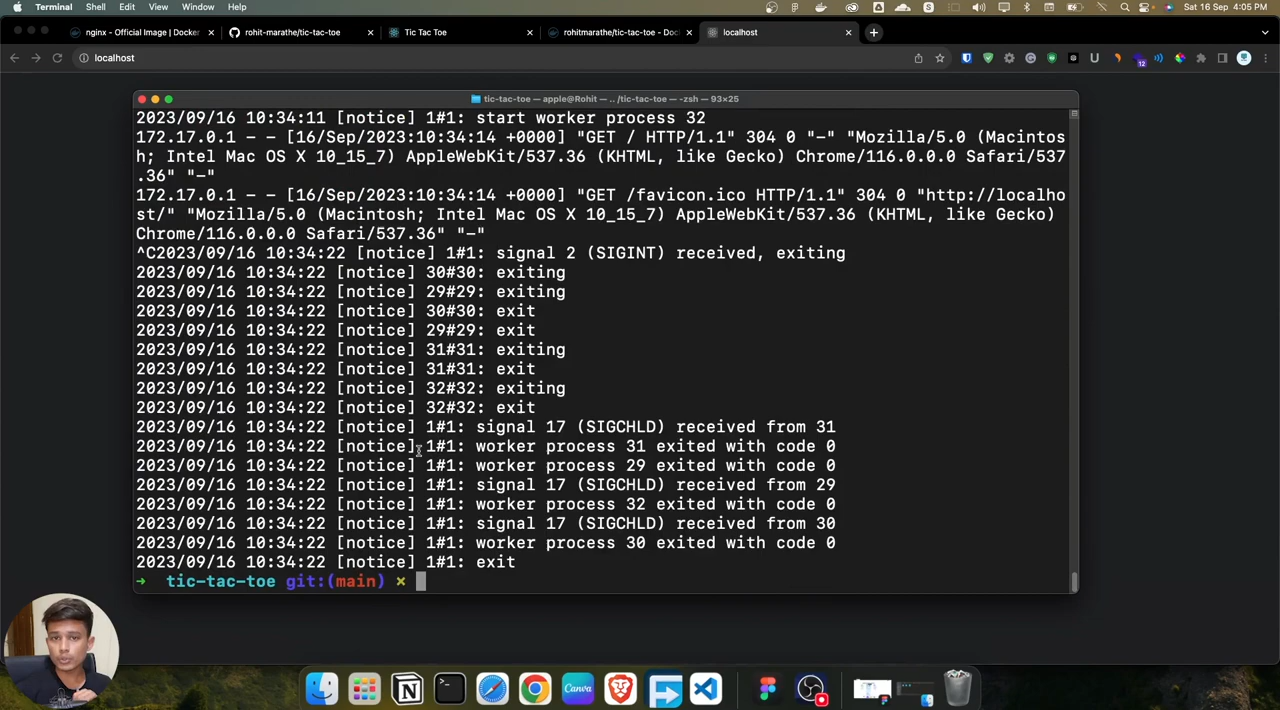 Terminal Shell Edit View Window Help Sat 16 Sep 4:05 PM
nginx - Official Image | Docker rohit-marathe/tic-tac-toe Tic Tac Toe rohitmarathe/tic-tac-toe - Doc localhost
localhost 12
tic-tac-toe — apple@Rohit — .. /tic-tac-toe — -zsh — 93×25
2023/09/16 10:34:11 [notice] 1#1: start worker process 32
172.17.0.1 - - [16/Sep/2023:10:34:14 +0000] "GET / HTTP/1.1" 304 0 "-" "Mozilla/5.0 (Macintos
h; Intel Mac OS X 10_15_7) AppleWebKit/537.36 (KHTML, like Gecko) Chrome/116.0.0.0 Safari/537
.36" "-"
172.17.0.1 - - [16/Sep/2023:10:34:14 +0000] "GET /favicon.ico HTTP/1.1" 304 0 "http://localho
st/" "Mozilla/5.0 (Macintosh; Intel Mac OS X 10_15_7) AppleWebKit/537.36 (KHTML, like Gecko)
Chrome/116.0.0.0 Safari/537.36" "-"
^C2023/09/16 10:34:22 [notice] 1#1: signal 2 (SIGINT) received, exiting
2023/09/16 10:34:22 [notice] 30#30: exiting
2023/09/16 10:34:22 [notice] 29#29: exiting
2023/09/16 10:34:22 [notice] 30#30: exit
2023/09/16 10:34:22 [notice] 29#29: exit
2023/09/16 10:34:22 [notice] 31#31: exiting
2023/09/16 10:34:22 [notice] 31#31: exit
2023/09/16 10:34:22 [notice] 32#32: exiting
2023/09/16 10:34:22 [notice] 32#32: exit
2023/09/16 10:34:22 [notice] 1#1: signal 17 (SIGCHLD) received from 31
2023/09/16 10:34:22 [notice] 1#1: worker process 31 exited with code 0
2023/09/16 10:34:22 [notice] 1#1: worker process 29 exited with code 0
2023/09/16 10:34:22 [notice] 1#1: signal 17 (SIGCHLD) received from 29
2023/09/16 10:34:22 [notice] 1#1: worker process 32 exited with code 0
2023/09/16 10:34:22 [notice] 1#1: signal 17 (SIGCHLD) received from 30
2023/09/16 10:34:22 [notice] 1#1: worker process 30 exited with code 0
2023/09/16 10:34:22 [notice] 1#1: exit
→ tic-tac-toe git:(main) ×
Canva